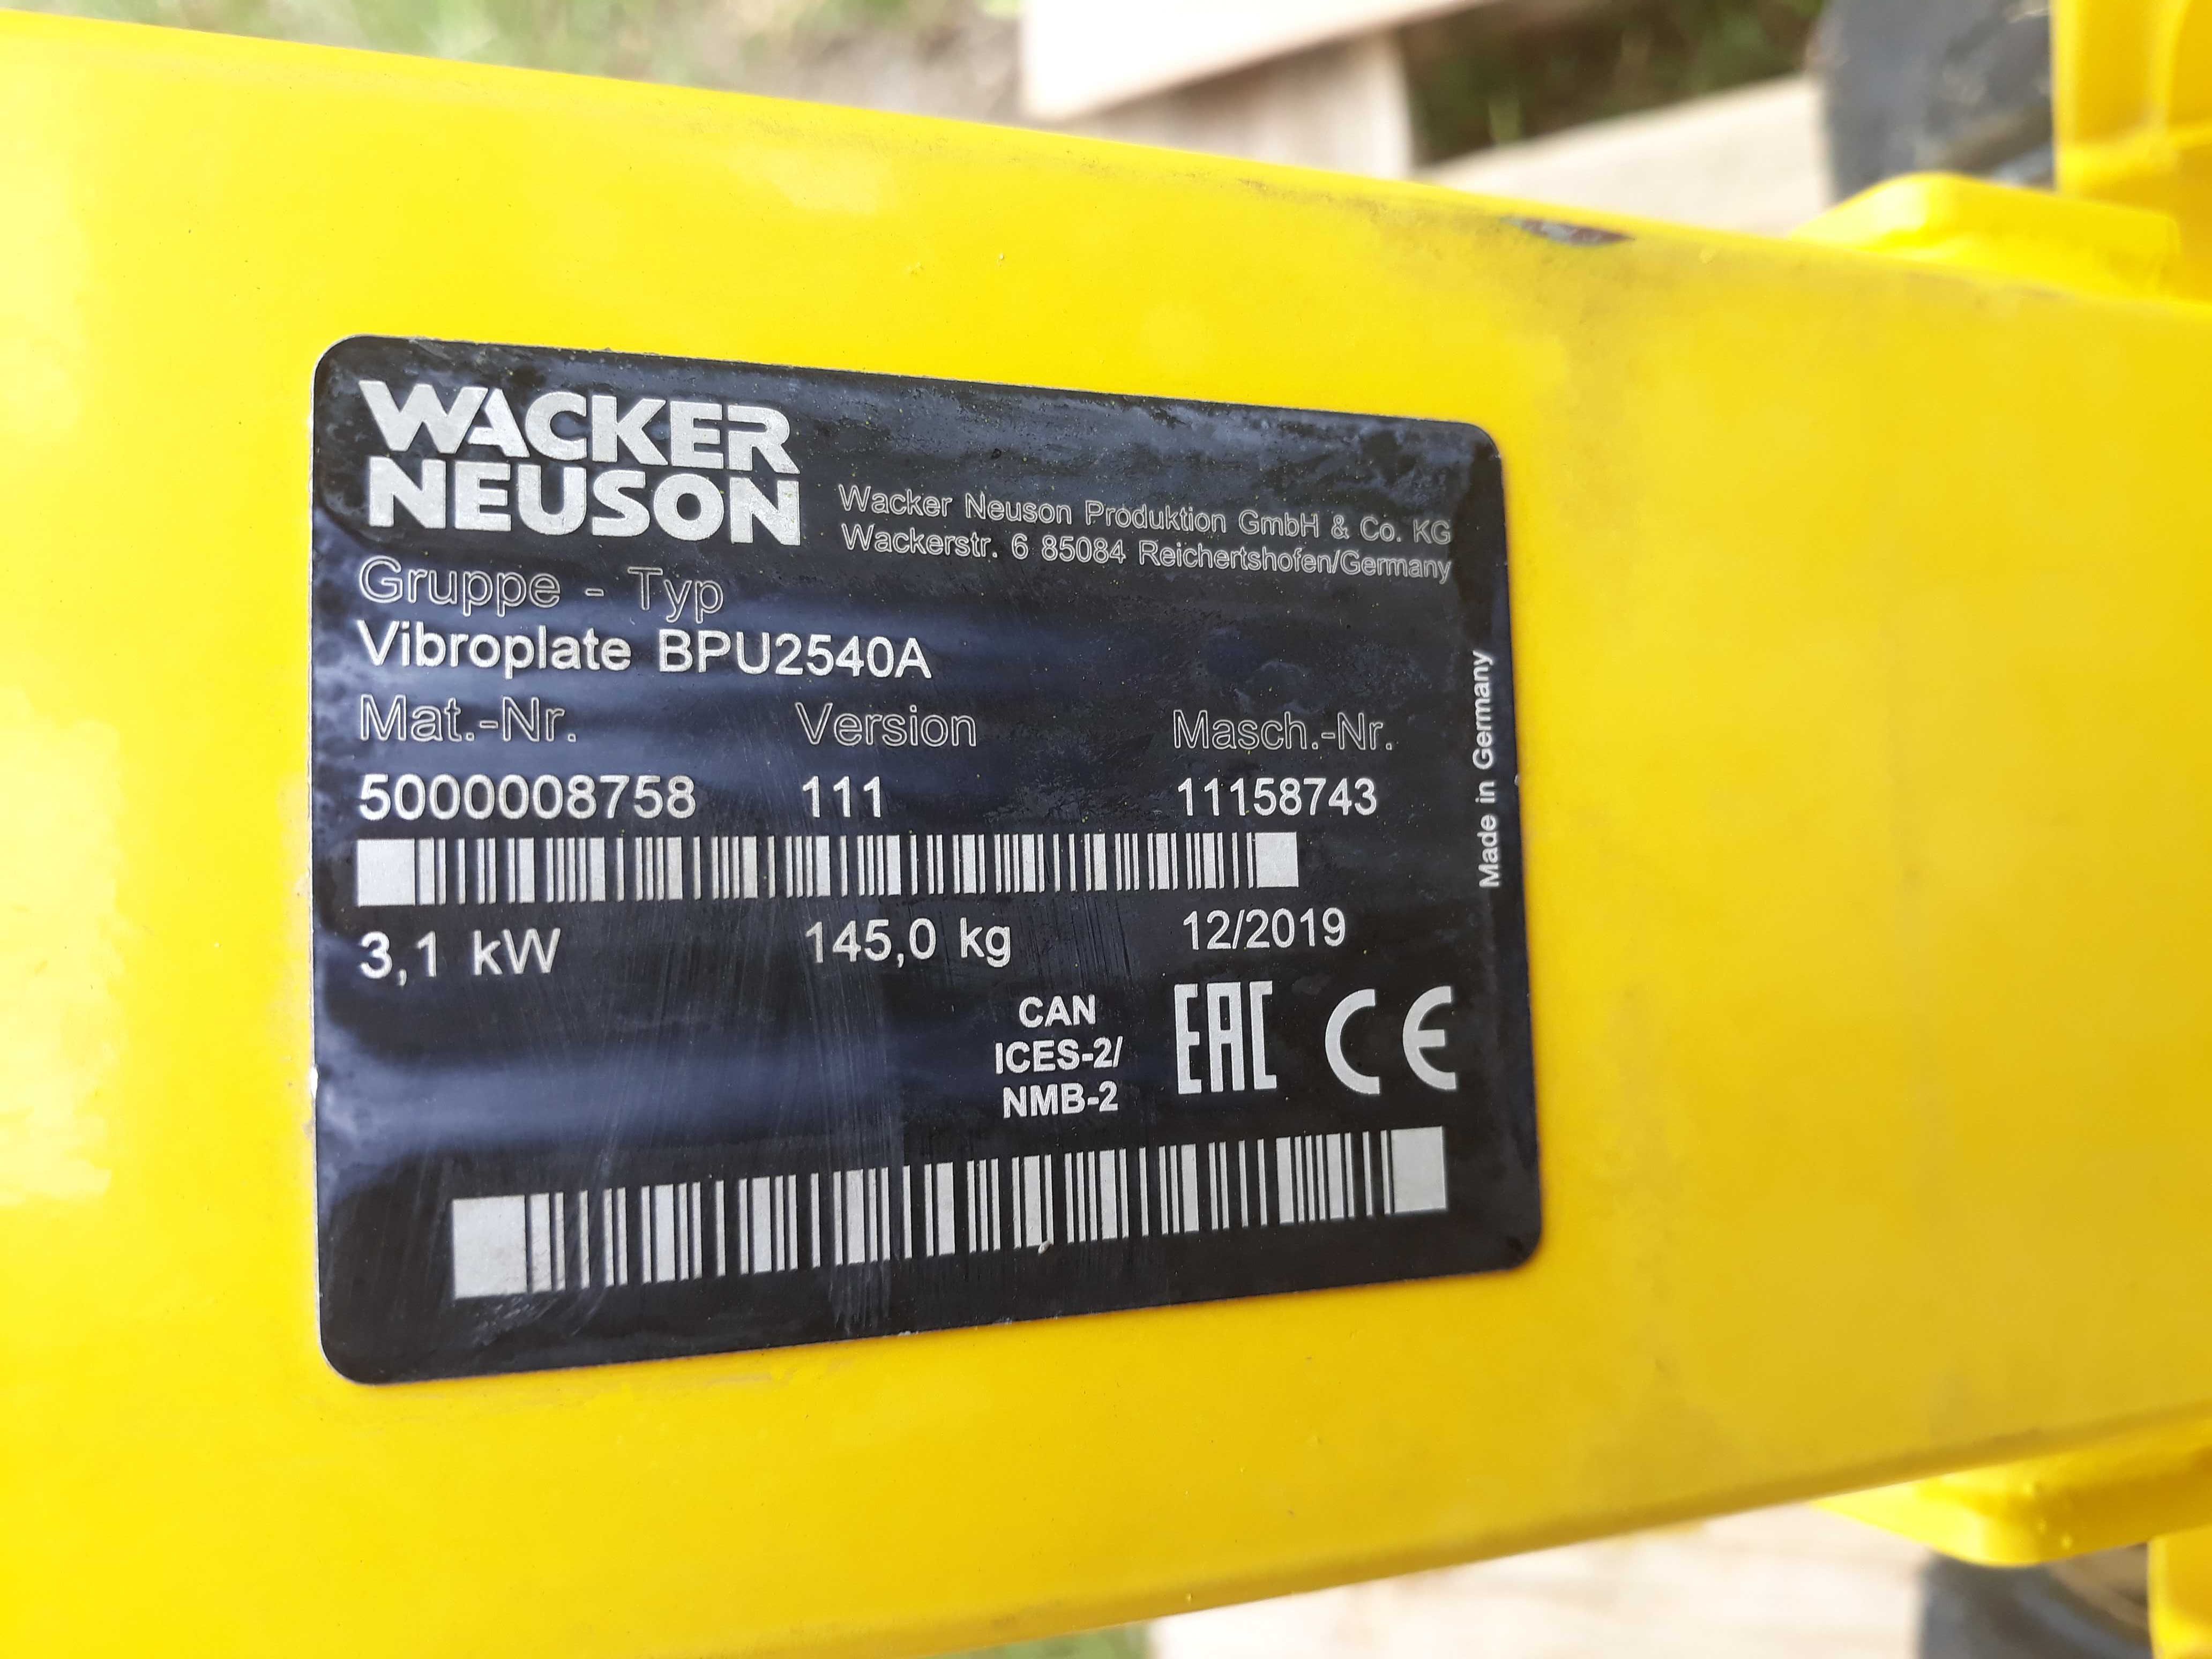 WACKER
NEUSON
Wacker Neuson Produktion GmbH & Co. KG
Wackerstr. 6 85084 Reichertshofen/Germany
Gruppe - Typ
Vibroplate BPU2540A
Mat.-Nr. Version Masch.-Nr.
5000008758 111 11158743
3,1 kW 145,0 kg 12/2019
CAN
ICES-2/
NMB-2
EAC CE
Made in Germany